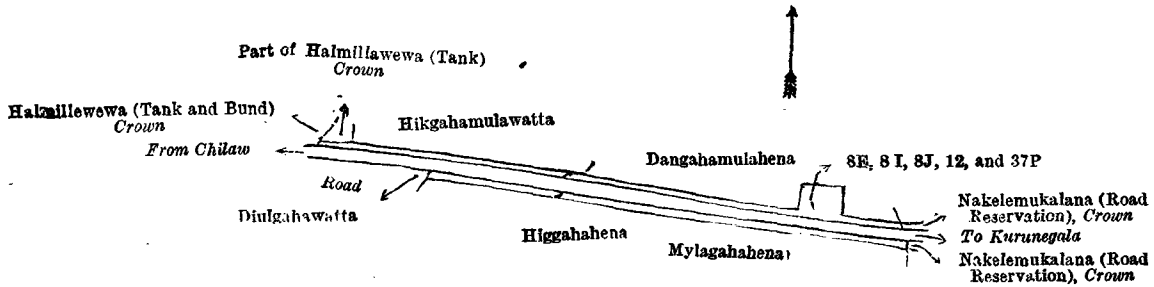 Part of Halmillawewa (Tank)
Crown
Halmillewewa (Tank and Bund)
Crown
From Chilaw
Hikgahamulawatta
Dangahamulahena
8E, 8 I, 8J, 12, and 37P
Road
Diulgahawatta
Higgahahena
Mylagahahena
Nakelemukalana (Road
Reservation), Crown
To Kurunegala
Nakelemukalana (Road
Reservation), Crown